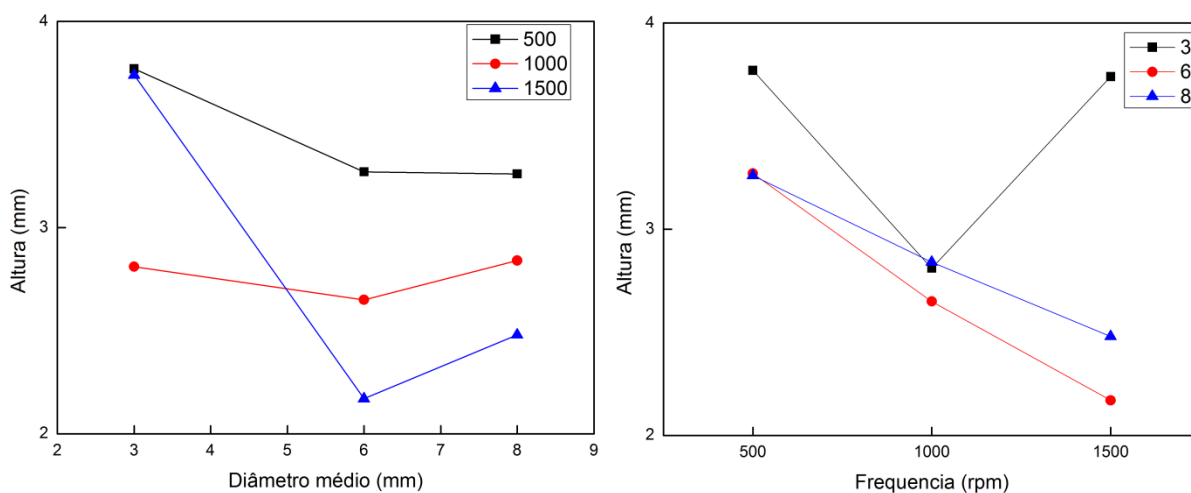 4
3
2
Altura (mm)
500
1000
1500
2 3 4 5 6 7 8 9
Diâmetro médio (mm)
4
3
2
Altura (mm)
3
6
8
500 1000 1500
Frequencia (rpm)